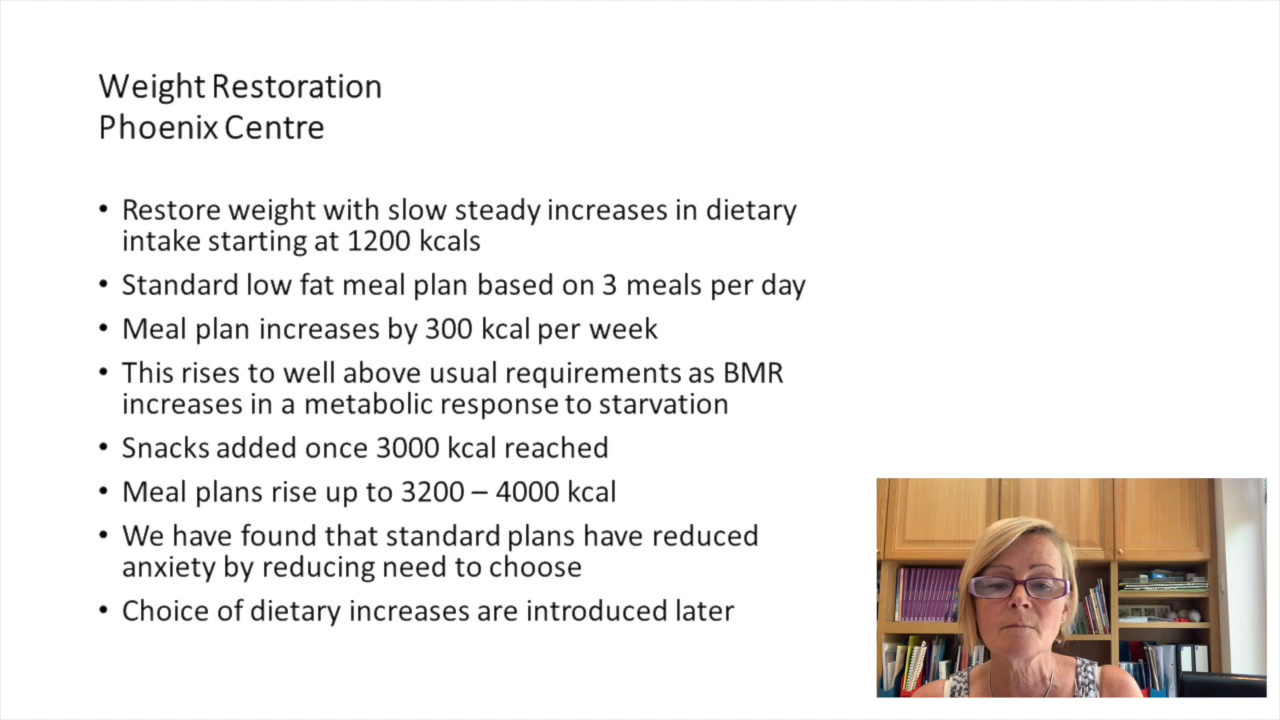 Weight Restoration
Phoenix Centre
• Restore weight with slow steady increases in dietary
intake starting at 1200 kcals
• Standard low fat meal plan based on 3 meals per day
• Meal plan increases by 300 kcal per week
• This rises to well above usual requirements as BMR
increases in a metabolic response to starvation
• Snacks added once 3000 kcal reached
• Meal plans rise up to 3200 – 4000 kcal
• We have found that standard plans have reduced
anxiety by reducing need to choose
• Choice of dietary increases are introduced later